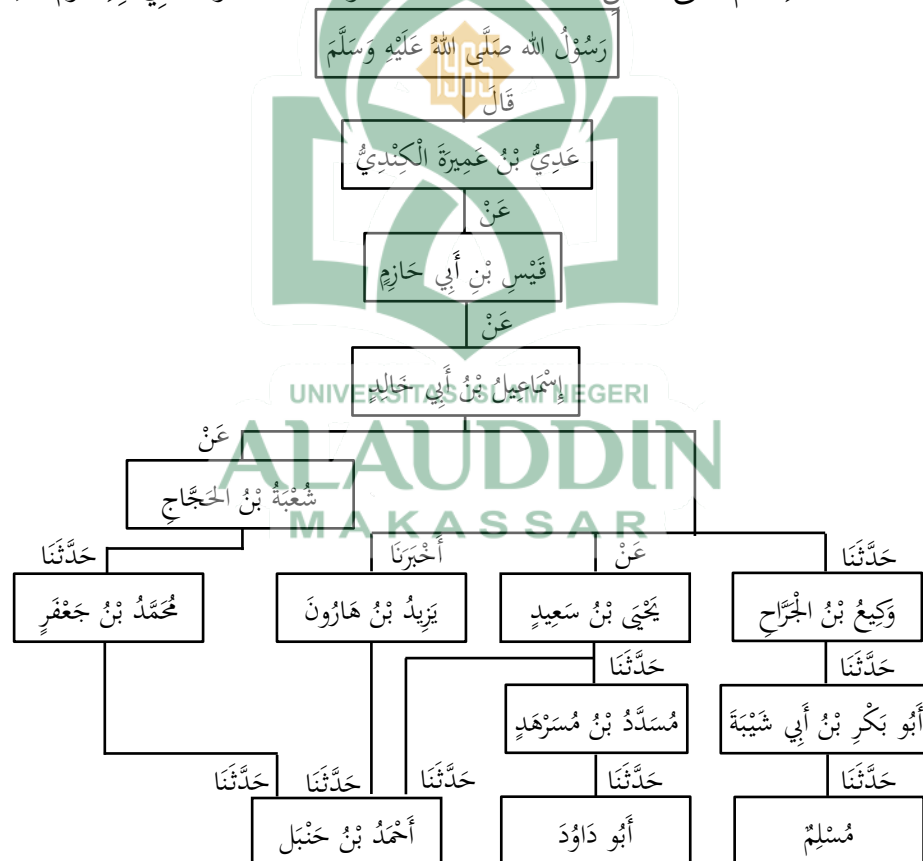 رَسُوْلُ الله صَلَّى اللهُ عَلَيْهِ وَسَلَّمَ
1965
قَالَ
عَدِيُّ بْنُ عَمِيرَةَ الْكِنْدِيُّ
عَنْ
قَيْسِ بْنِ أَبِي حَازِمٍ
عَنْ
إِسْمَاعِيلُ بْنُ أَبِي خَالِدٍ
UNIVERSITAS ISLAM NEGERI
ALAUDDIN
عَنْ
شُعْبَةُ بْنُ الحَجَّاجِ
MAKASSAR
حَدَّثَنَا عَنْ أَخْبَرَنَا حَدَّثَنَا
وَكِيعُ بْنُ الْجَرَّاحِ يَحْيَى بْنُ سَعِيدٍ يَزِيدُ بْنُ هَارُونَ مُحَمَّدُ بْنُ جَعْفَرٍ
حَدَّثَنَا حَدَّثَنَا
أَبُو بَكْرِ بْنُ أَبِي شَيْبَةَ مُسَدَّدُ بْنُ مُسَرْهَدٍ
حَدَّثَنَا حَدَّثَنَا حَدَّثَنَا حَدَّثَنَا حَدَّثَنَا
مُسْلِمٌ أَبُو دَاوُدَ أَحْمَدُ بْنُ حَنْبَل